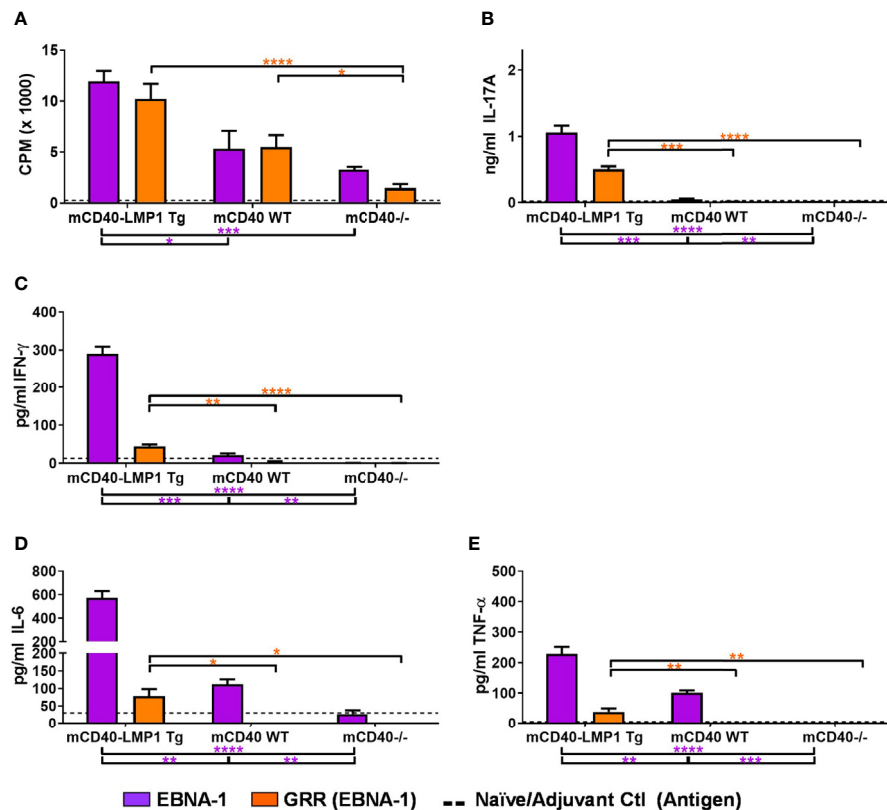 A
CPM (x 1000)
15
10
5
0
****
*
mCD40-LMP1 Tg mCD40 WT mCD40-/-
***
*
B
ng/ml IL-17A
2
1
0
****
***
mCD40-LMP1 Tg mCD40 WT mCD40-/-
****
*** **
C
pg/ml IFN-γ
400
300
200
100
0
****
**
mCD40-LMP1 Tg mCD40 WT mCD40-/-
****
*** **
D
pg/ml IL-6
800
600
400
200
150
100
50
0
*
*
mCD40-LMP1 Tg mCD40 WT mCD40-/-
****
** **
E
pg/ml TNF-α
500
400
300
200
100
0
**
**
mCD40-LMP1 Tg mCD40 WT mCD40-/-
****
** ***
EBNA-1 GRR (EBNA-1) Naïve/Adjuvant Ctl (Antigen)